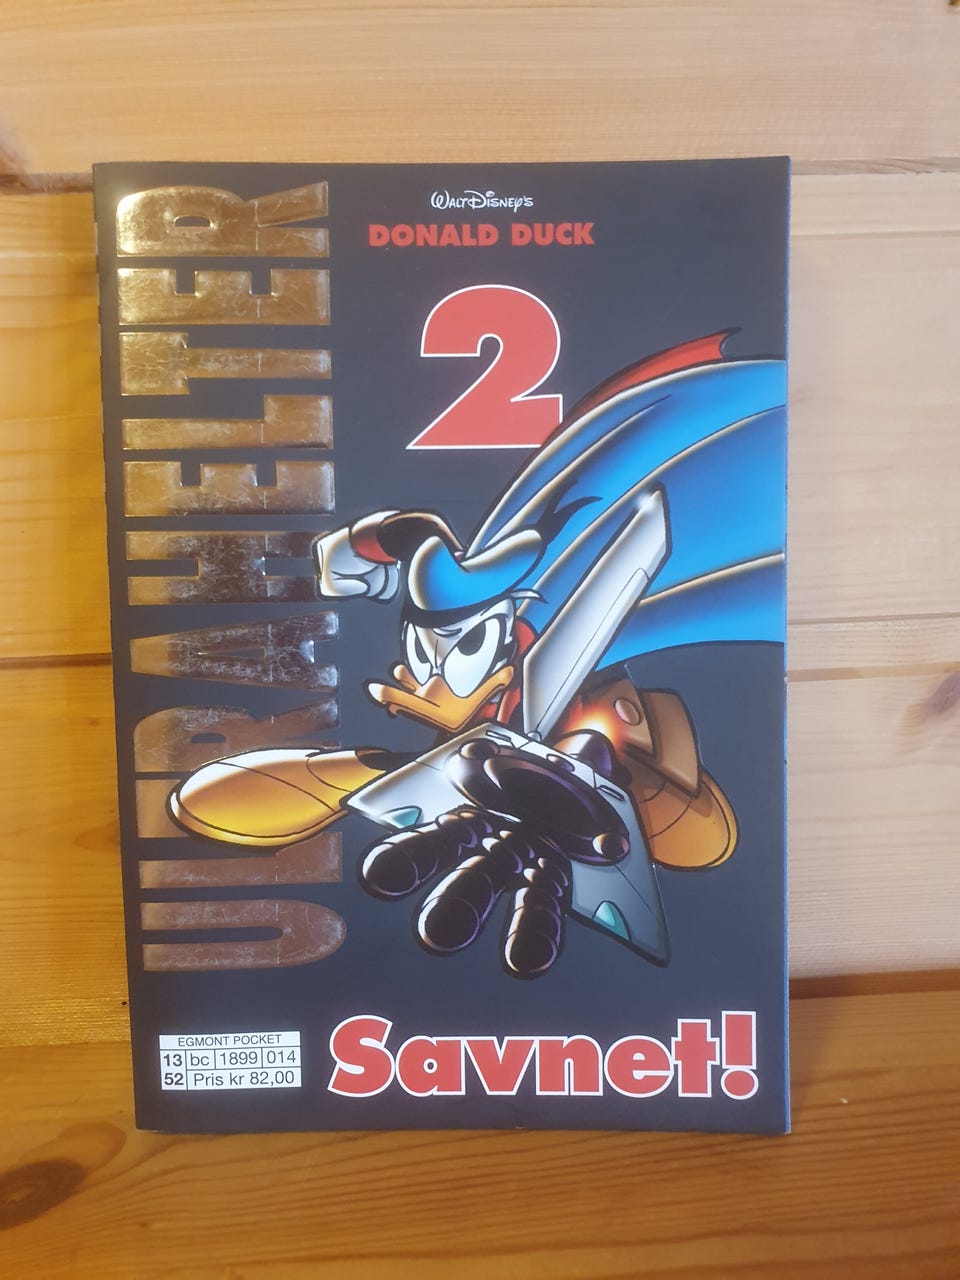 ULTRAHELTER
WALT DISNEY'S
DONALD DUCK
2
EGMONT POCKET
13 bc 1899 014
52 Pris kr 82,00
Savnet!